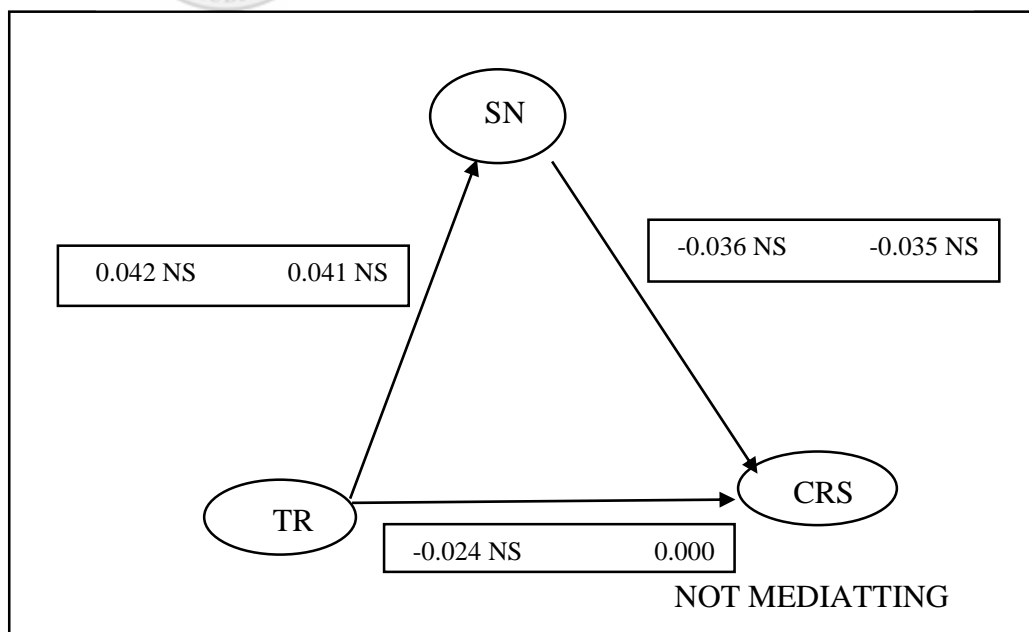 SN
-0.036 NS -0.035 NS
0.042 NS 0.041 NS
CRS
TR
-0.024 NS 0.000
NOT MEDIATTING